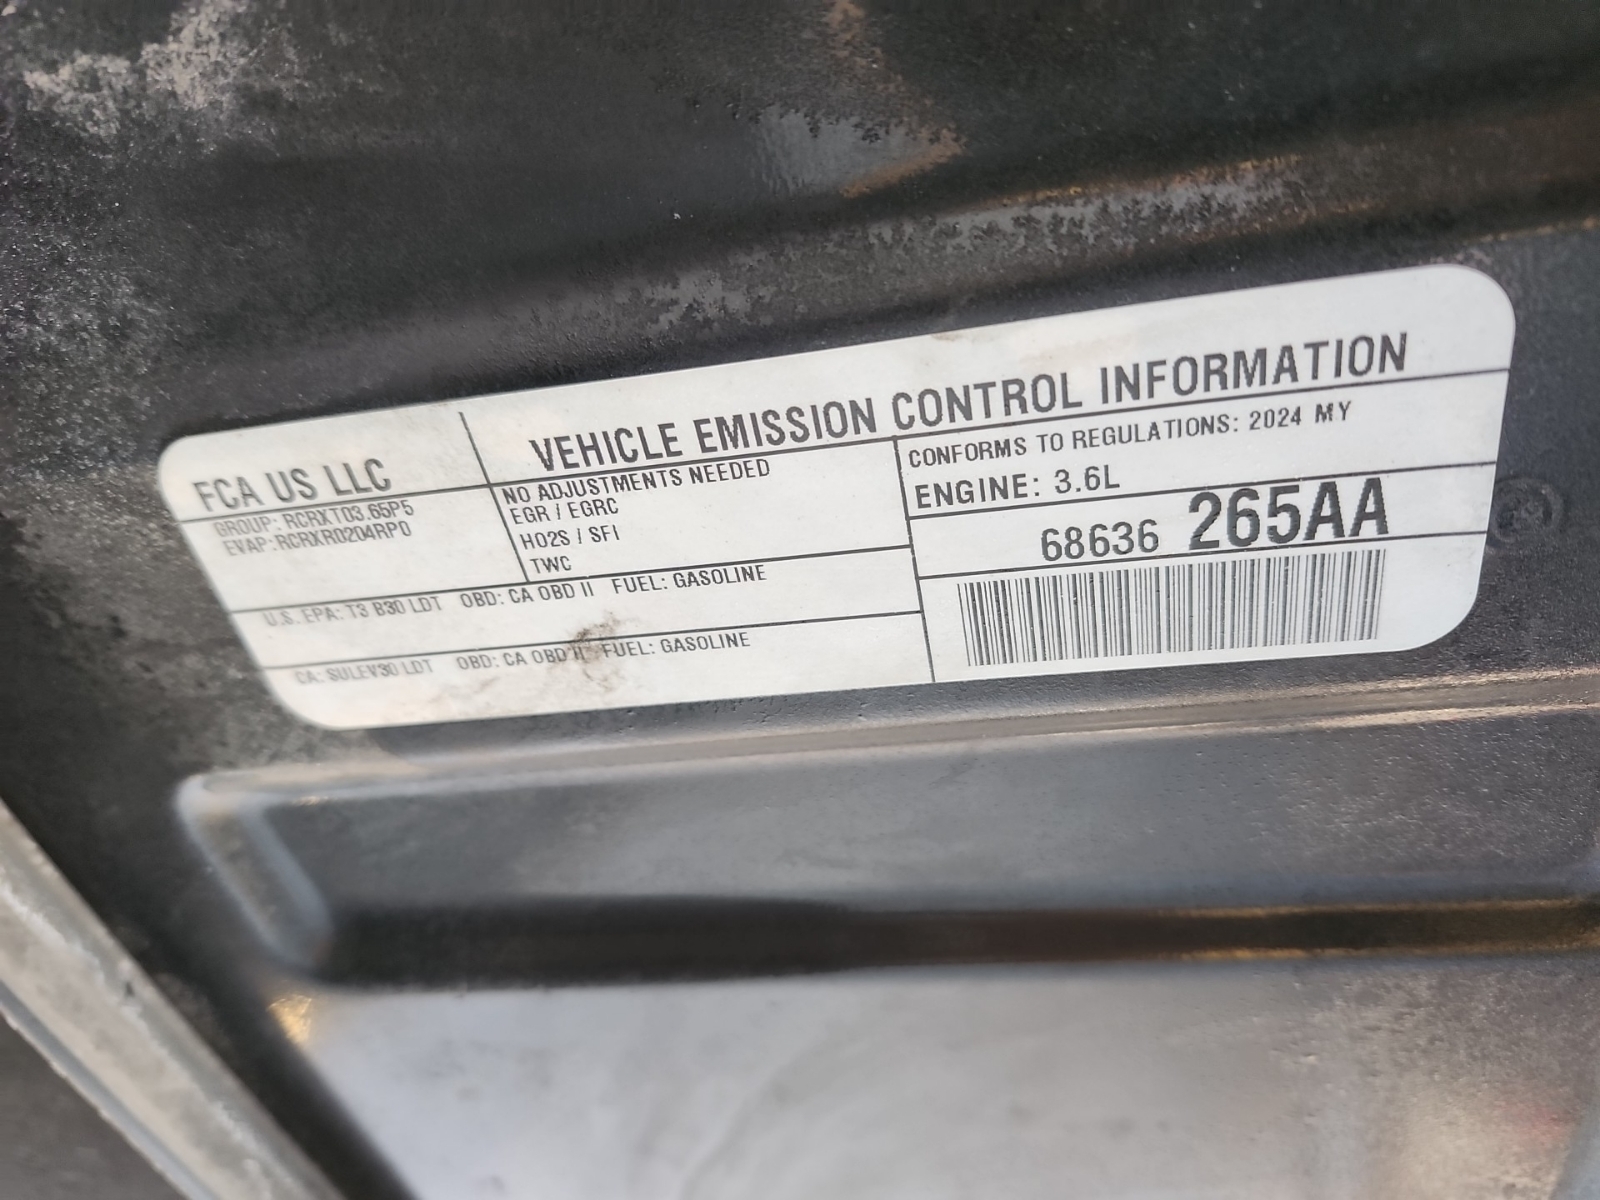 FCA US LLC
VEHICLE EMISSION CONTROL INFORMATION
GROUP: RCRXT03.65P5
EVAP: RCRXR0204RP0
NO ADJUSTMENTS NEEDED
EGR / EGRC
HO2S / SFI
TWC
CONFORMS TO REGULATIONS: 2024 MY
ENGINE: 3.6L
68636 265AA
U.S. EPA: T3 B30 LDT OBD: CA OBD II FUEL: GASOLINE
CA: SULEV30 LDT OBD: CA OBD II FUEL: GASOLINE